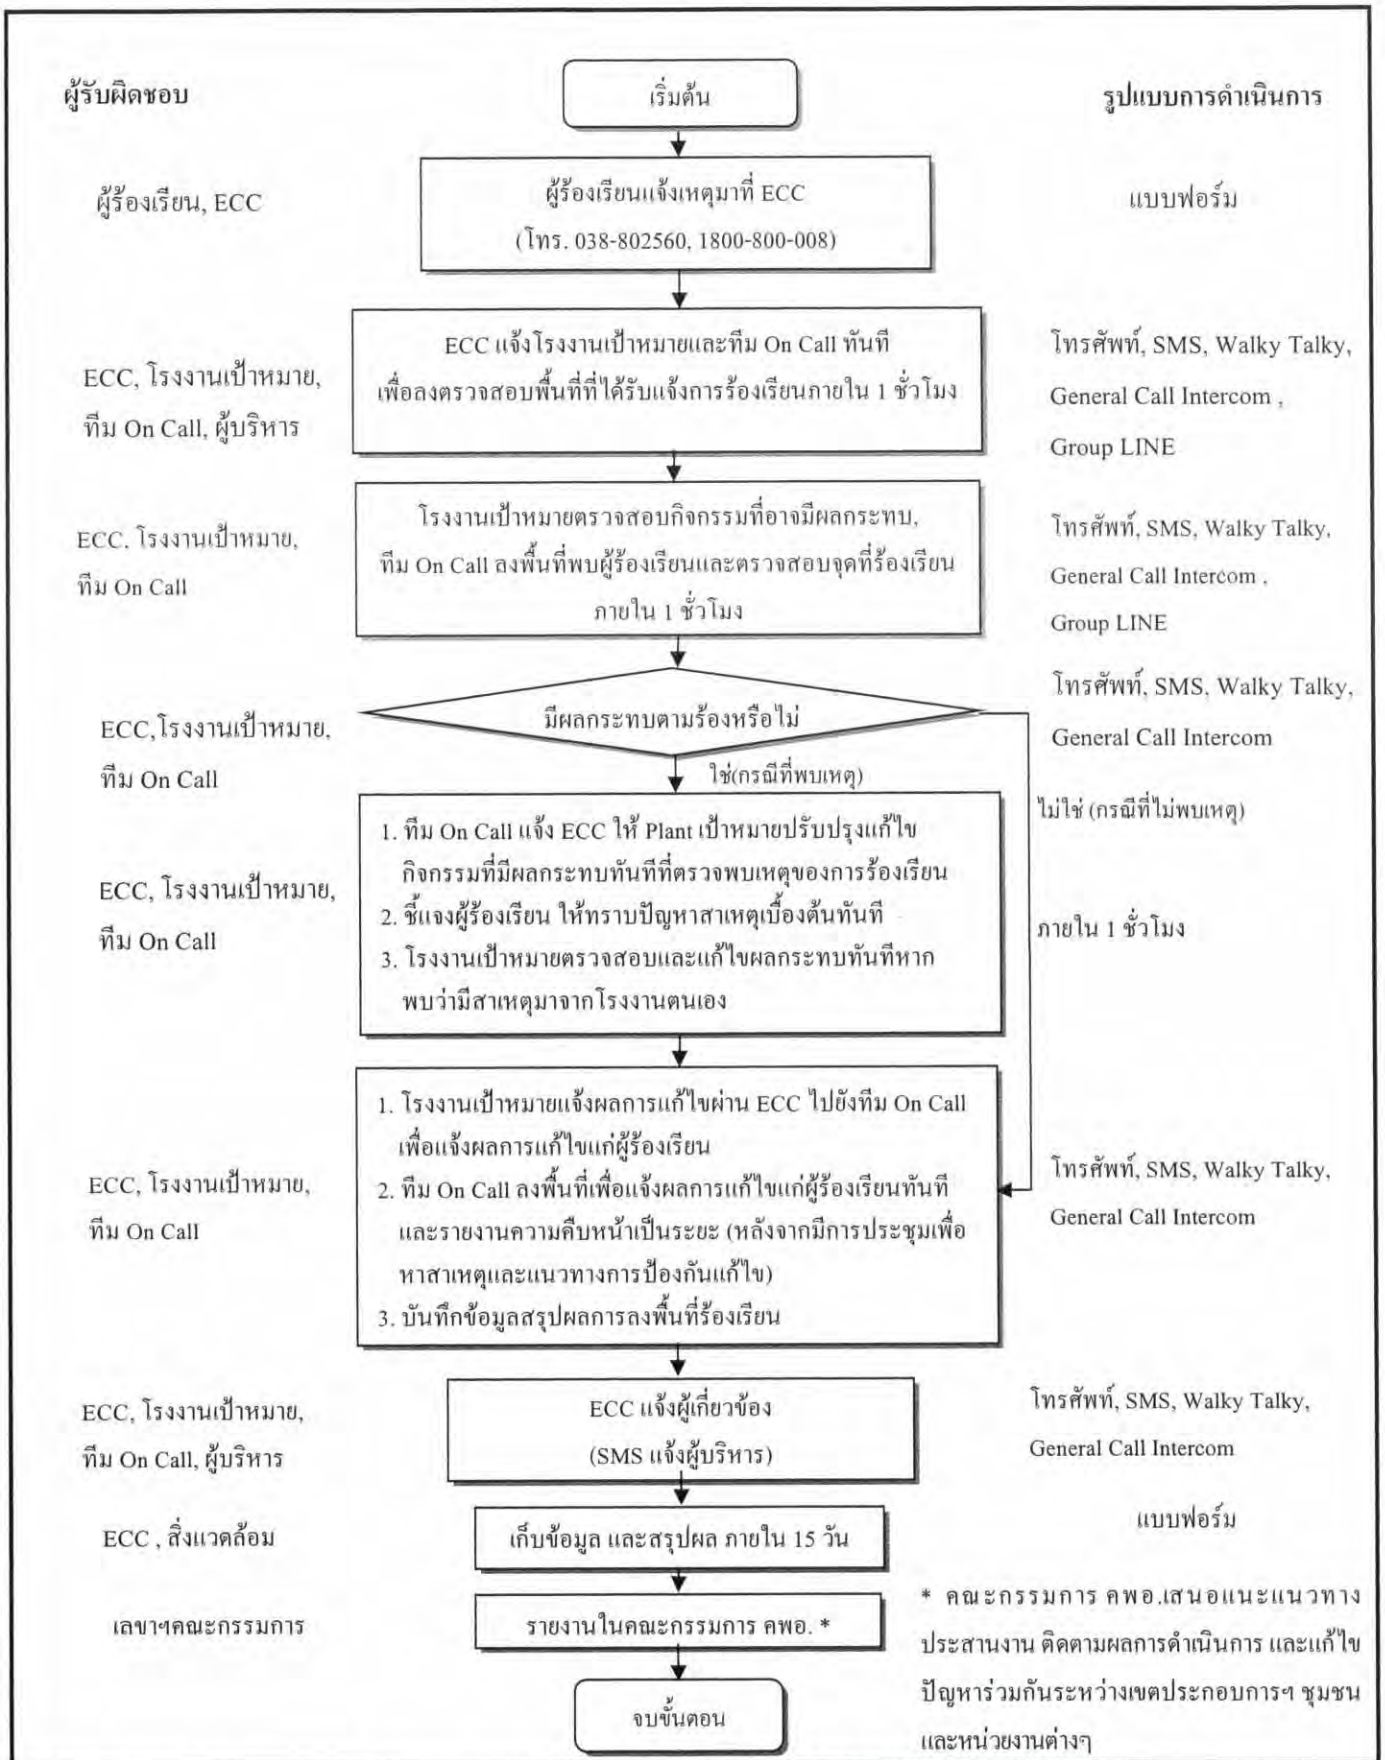 ผู้รับผิดชอบ
เริ่มต้น
รูปแบบการดำเนินการ
ผู้ร้องเรียน, ECC
ผู้ร้องเรียนแจ้งเหตุมาที่ ECC
(โทร. 038-802560, 1800-800-008)
แบบฟอร์ม
ECC, โรงงานเป้าหมาย,
ทีม On Call, ผู้บริหาร
ECC แจ้งโรงงานเป้าหมายและทีม On Call ทันที
เพื่อลงตรวจสอบพื้นที่ที่ได้รับแจ้งการร้องเรียนภายใน 1 ชั่วโมง
โทรศัพท์, SMS, Walky Talky,
General Call Intercom ,
Group LINE
ECC. โรงงานเป้าหมาย,
ทีม On Call
โรงงานเป้าหมายตรวจสอบกิจกรรมที่อาจมีผลกระทบ,
ทีม On Call ลงพื้นที่พบผู้ร้องเรียนและตรวจสอบจุดที่ร้องเรียน
ภายใน 1 ชั่วโมง
โทรศัพท์, SMS, Walky Talky,
General Call Intercom .
Group LINE
ECC,โรงงานเป้าหมาย,
ทีม On Call
มีผลกระทบตามร้องหรือไม่
โทรศัพท์, SMS, Walky Talky,
General Call Intercom
ใช่(กรณีที่พบเหตุ)
ไม่ใช่ (กรณีที่ไม่พบเหตุ)
ภายใน 1 ชั่วโมง
ECC, โรงงานเป้าหมาย,
ทีม On Call
1. ทีม On Call แจ้ง ECC ให้ Plant เป้าหมายปรับปรุงแก้ไข
กิจกรรมที่มีผลกระทบทันทีที่ตรวจพบเหตุของการร้องเรียน
2. ชี้แจงผู้ร้องเรียน ให้ทราบปัญหาสาเหตุเบื้องต้นทันที
3. โรงงานเป้าหมายตรวจสอบและแก้ไขผลกระทบทันทีหาก
พบว่ามีสาเหตุมาจากโรงงานตนเอง
ECC, โรงงานเป้าหมาย,
ทีม On Call
1. โรงงานเป้าหมายแจ้งผลการแก้ไขผ่าน ECC ไปยังทีม On Call
เพื่อแจ้งผลการแก้ไขแก่ผู้ร้องเรียน
2. ทีม On Call ลงพื้นที่เพื่อแจ้งผลการแก้ไขแก่ผู้ร้องเรียนทันที
และรายงานความคืบหน้าเป็นระยะ (หลังจากมีการประชุมเพื่อ
หาสาเหตุและแนวทางการป้องกันแก้ไข)
3. บันทึกข้อมูลสรุปผลการลงพื้นที่ร้องเรียน
โทรศัพท์, SMS, Walky Talky,
General Call Intercom
ECC, โรงงานเป้าหมาย,
ทีม On Call, ผู้บริหาร
ECC แจ้งผู้เกี่ยวข้อง
(SMS แจ้งผู้บริหาร)
โทรศัพท์, SMS, Walky Talky,
General Call Intercom
ECC , สิ่งแวดล้อม
เก็บข้อมูล และสรุปผล ภายใน 15 วัน
แบบฟอร์ม
เลขาฯคณะกรรมการ
รายงานในคณะกรรมการ คพอ. *
จบขั้นตอน
* คณะกรรมการ คพอ.เสนอแนะแนวทาง
ประสานงาน ติดตามผลการดำเนินการ และแก้ไข
ปัญหาร่วมกันระหว่างเขตประกอบการฯ ชุมชน
และหน่วยงานต่างๆ